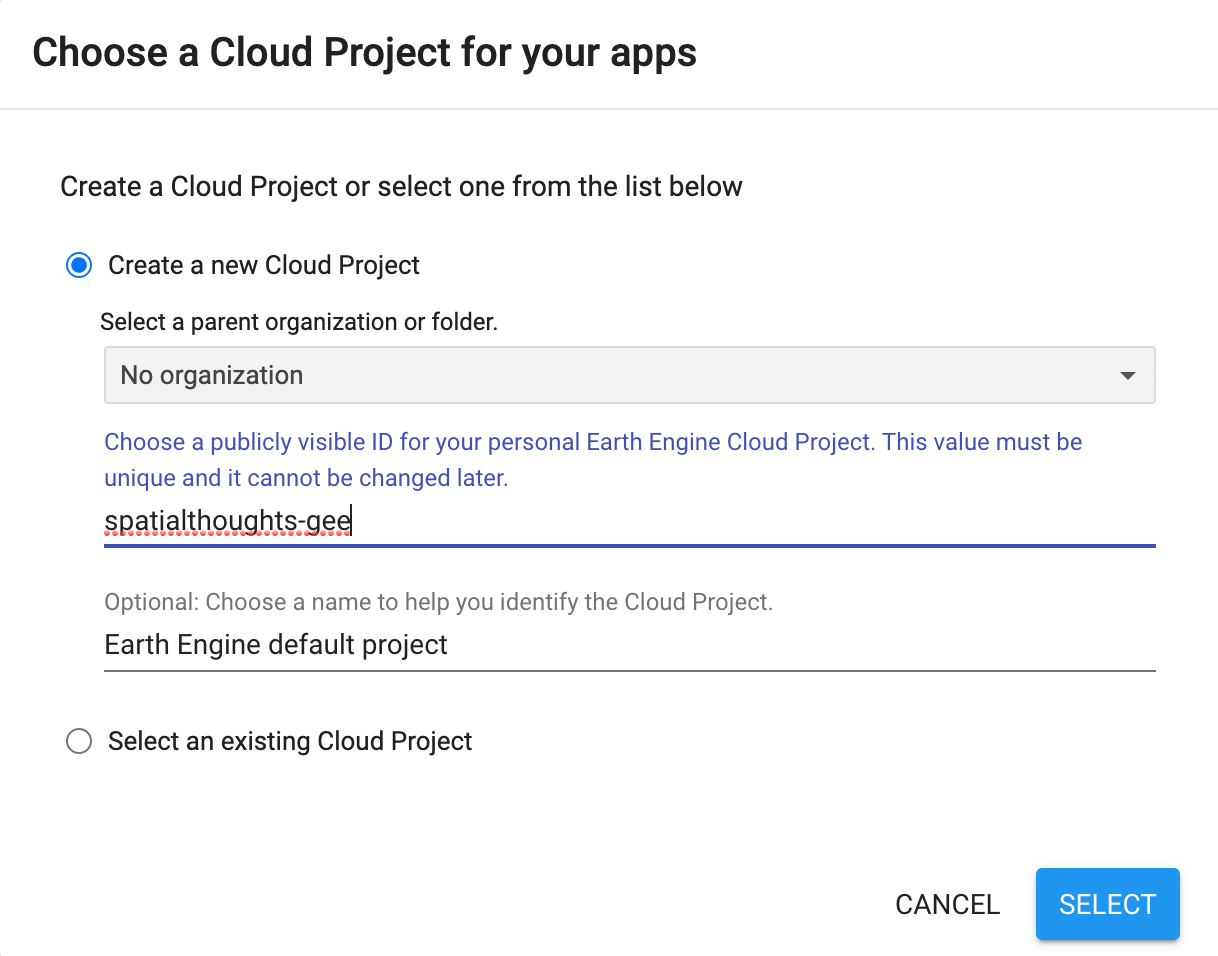 Choose a Cloud Project for your apps
Create a Cloud Project or select one from the list below
Create a new Cloud Project
Select a parent organization or folder.
No organization
Choose a publicly visible ID for your personal Earth Engine Cloud Project. This value must be
unique and it cannot be changed later.
spatialthoughts-gee
Optional: Choose a name to help you identify the Cloud Project.
Earth Engine default project
Select an existing Cloud Project
CANCEL
SELECT